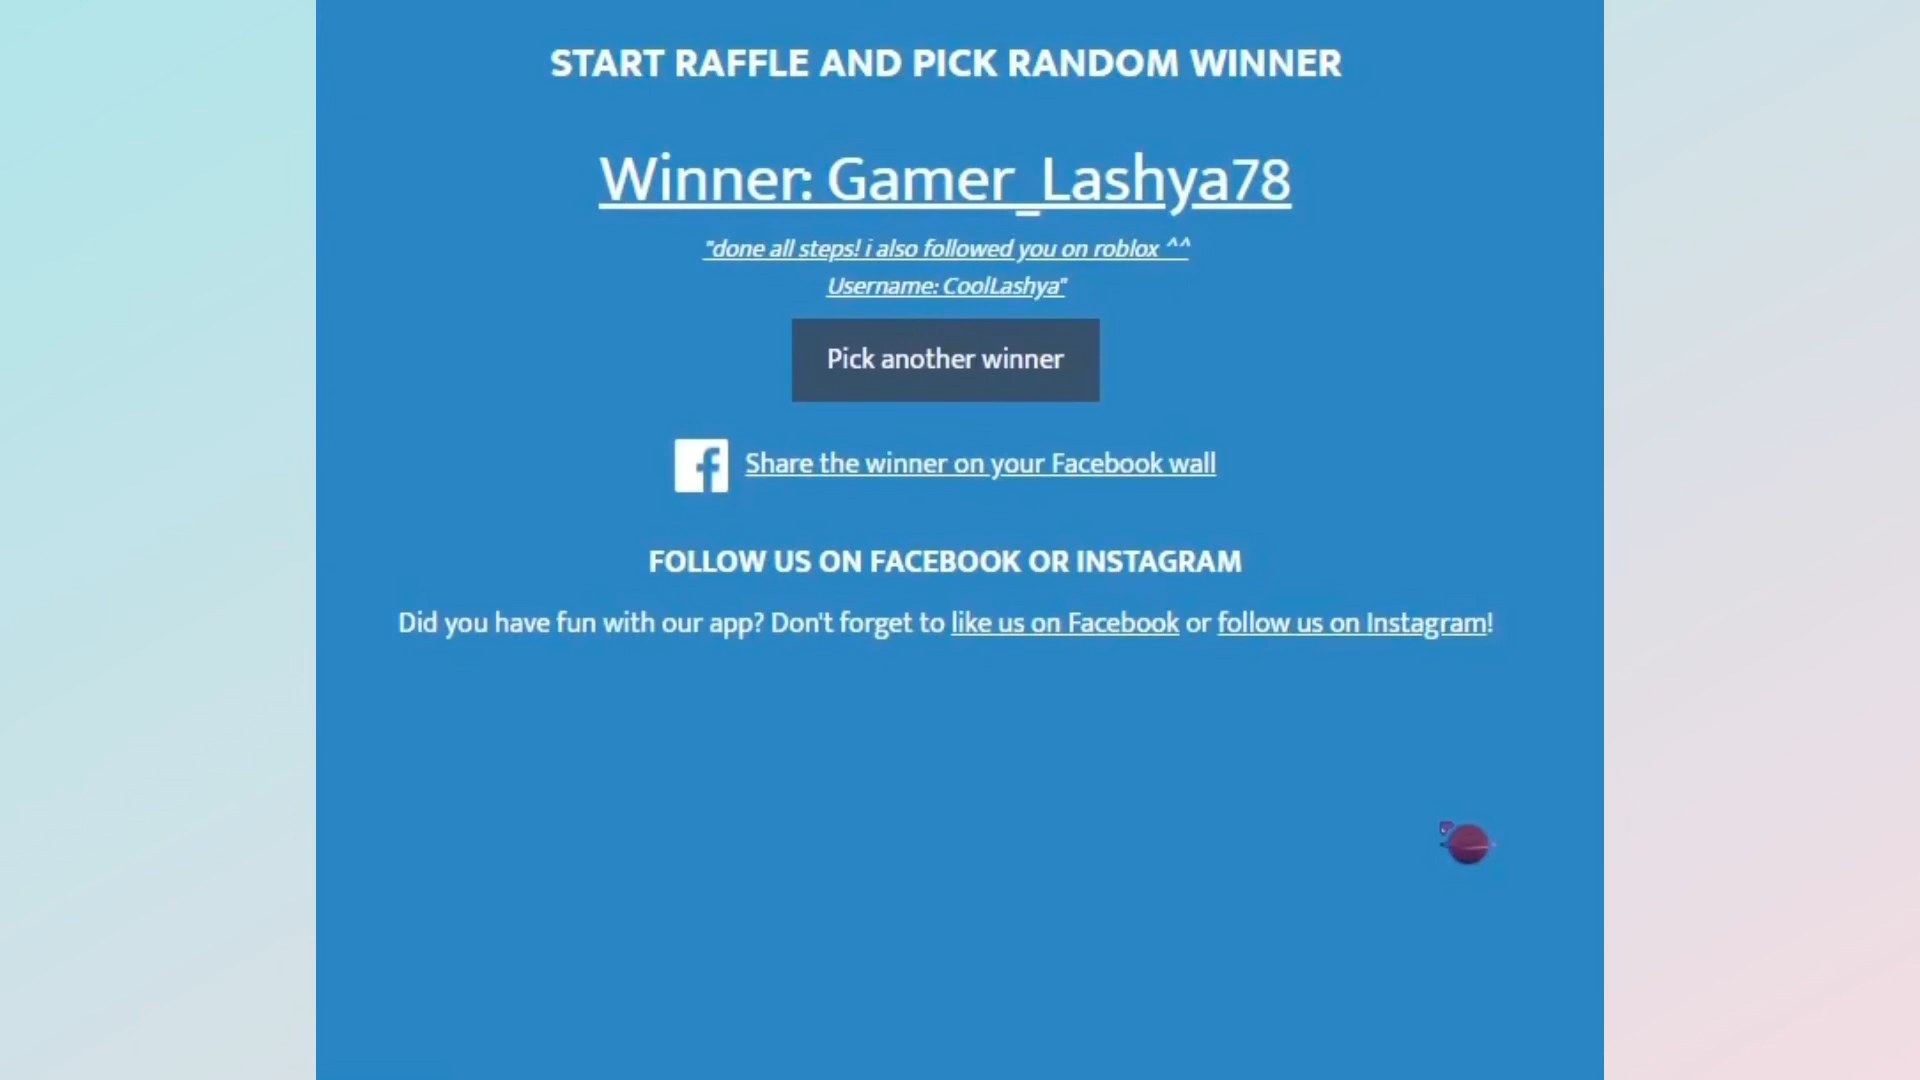 START RAFFLE AND PICK RANDOM WINNER
Winner: Gamer_Lashya78
"done all steps! i also followed you on roblox ^^
Username: CoolLashya"
Pick another winner
Share the winner on your Facebook wall
FOLLOW US ON FACEBOOK OR INSTAGRAM
Did you have fun with our app? Don't forget to like us on Facebook or follow us on Instagram!